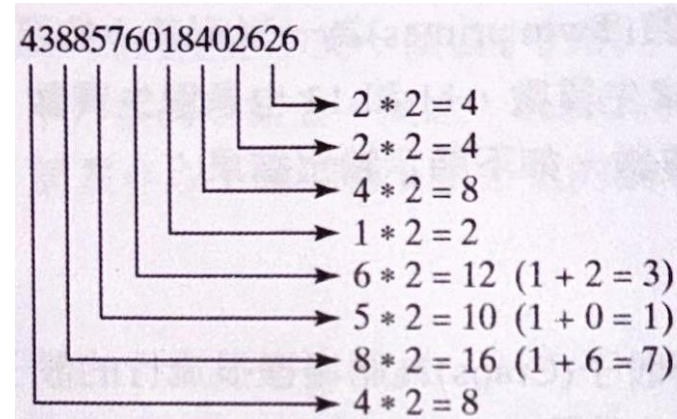 4388576018402626
2 * 2 = 4
2 * 2 = 4
4 * 2 = 8
1 * 2 = 2
6 * 2 = 12 (1 + 2 = 3)
5 * 2 = 10 (1 + 0 = 1)
8 * 2 = 16 (1 + 6 = 7)
4 * 2 = 8